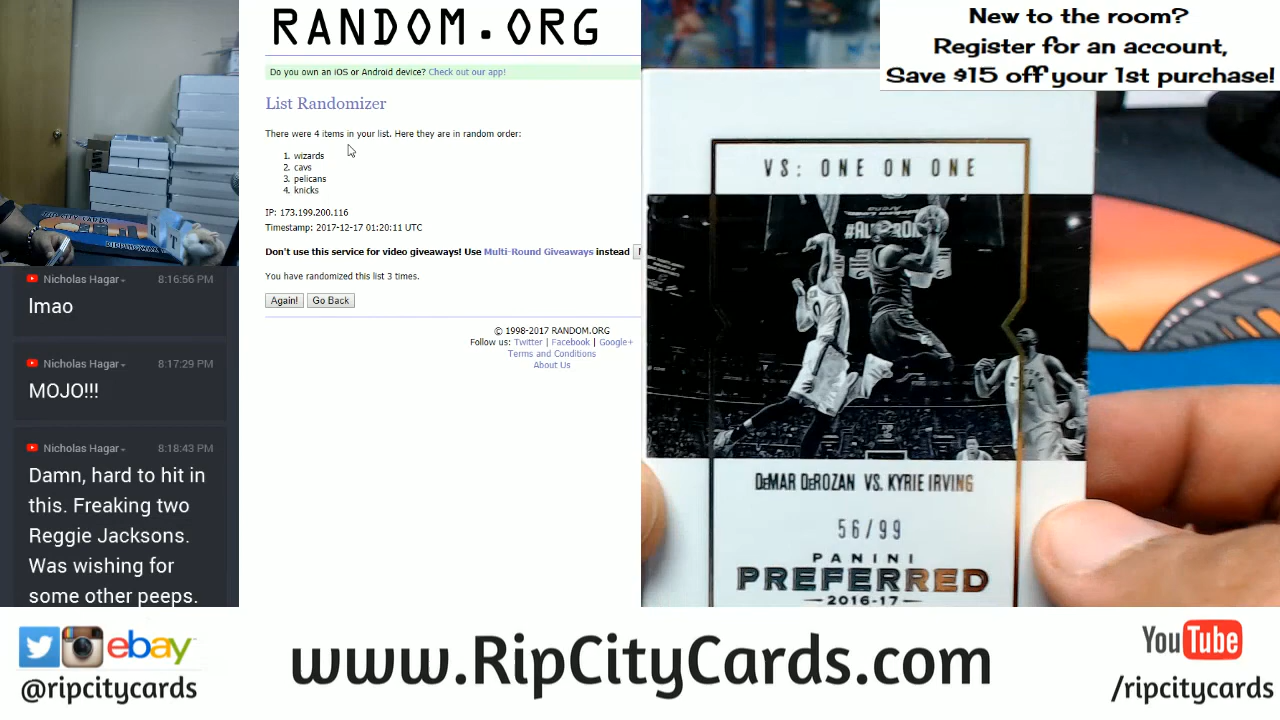 RANDOM.ORG
Do you own an iOS or Android device? Check out our app!
List Randomizer
There were 4 items in your list. Here they are in random order:
1. wizards
2. cavs
3. pelicans
4. knicks
IP: 173.199.200.116
Timestamp: 2017-12-17 01:20:11 UTC
Don't use this service for video giveaways! Use Multi-Round Giveaways instead
You have randomized this list 3 times.
Again! Go Back
© 1998-2017 RANDOM.ORG
Follow us: Twitter | Facebook | Google+
Terms and Conditions
About Us
New to the room?
Register for an account,
Save $15 off your 1st purchase!
VS: ONE ON ONE
DeMAR DeROZAN VS. KYRIE IRVING
56/99
PANINI
PREFERRED
2016-17
Nicholas Hagar 8:16:56 PM
lmao
Nicholas Hagar 8:17:29 PM
MOJO!!!
Nicholas Hagar 8:18:43 PM
Damn, hard to hit in
this. Freaking two
Reggie Jacksons.
Was wishing for
some other peeps.
ebay
@ripcitycards
www.RipCityCards.com
YouTube
/ripcitycards